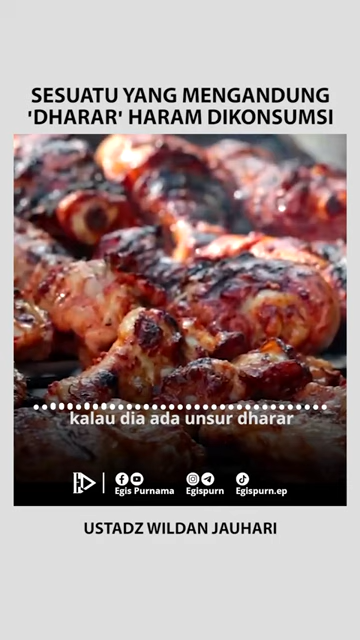 SESUATU YANG MENGANDUNG
'DHARAR' HARAM DIKONSUMSI
kalau dia ada unsur dharar
Egis Purnama
Egispurn
Egispurn.ep
USTADZ WILDAN JAUHARI